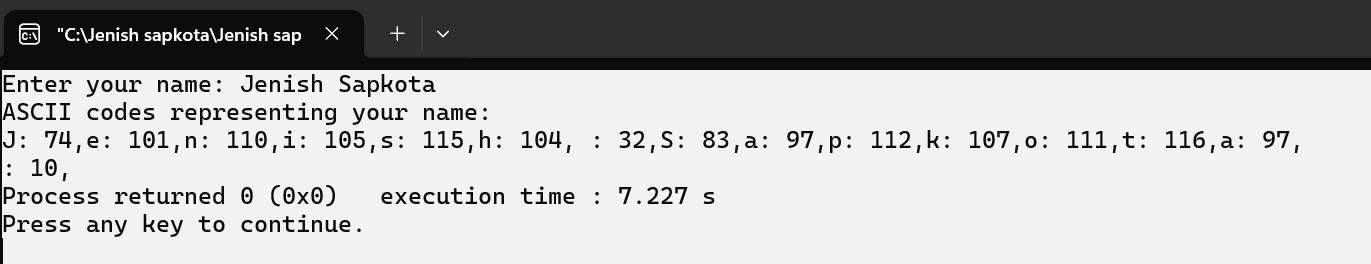 "C:\Jenish sapkota\Jenish sap
Enter your name: Jenish Sapkota
ASCII codes representing your name:
J: 74,e: 101,n: 110,i: 105,s: 115,h: 104, : 32,S: 83,a: 97,p: 112,k: 107,o: 111,t: 116,a: 97,
: 10,
Process returned 0 (0x0)   execution time : 7.227 s
Press any key to continue.